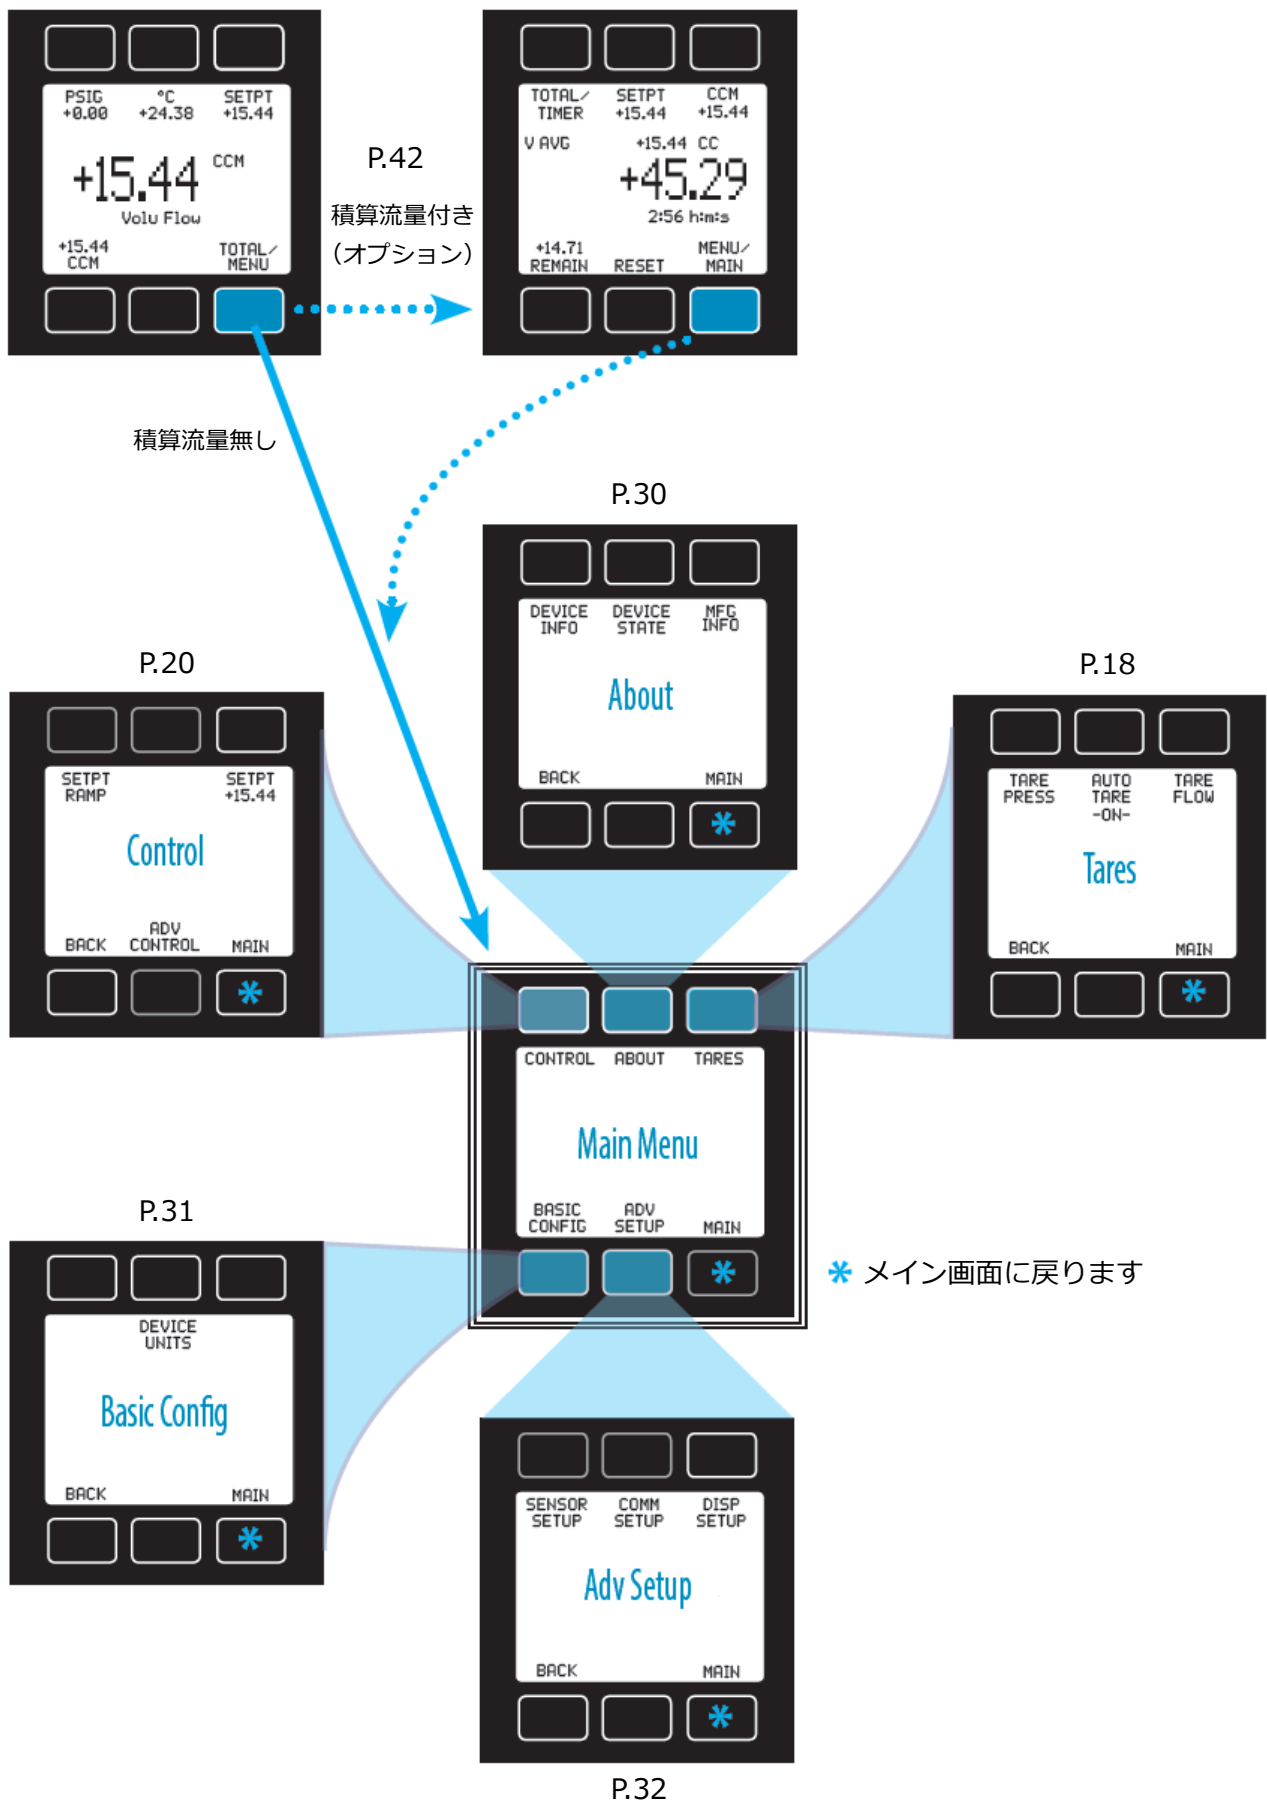 PSIG °C SETPT
+0.00 +24.38 +15.44
+15.44 CCM
Volu Flow
+15.44 TOTAL/
CCM MENU
P.42
積算流量付き
（オプション）
TOTAL/ SETPT CCM
TIMER +15.44 +15.44
V AVG +15.44 CC
+45.29
2:56 h:m:s
+14.71 MENU/
REMAIN RESET MAIN
積算流量無し
P.30
DEVICE DEVICE MFG
INFO STATE INFO
About
BACK MAIN
*
P.20
SETPT SETPT
RAMP +15.44
Control
ADV
BACK CONTROL MAIN
*
P.18
TARE AUTO TARE
PRESS TARE FLOW
-ON-
Tares
BACK MAIN
*
CONTROL ABOUT TARES
Main Menu
BASIC ADV
CONFIG SETUP MAIN
*
* メイン画面に戻ります
P.31
DEVICE
UNITS
Basic Config
BACK MAIN
*
SENSOR COMM DISP
SETUP SETUP SETUP
Adv Setup
BACK MAIN
*
P.32